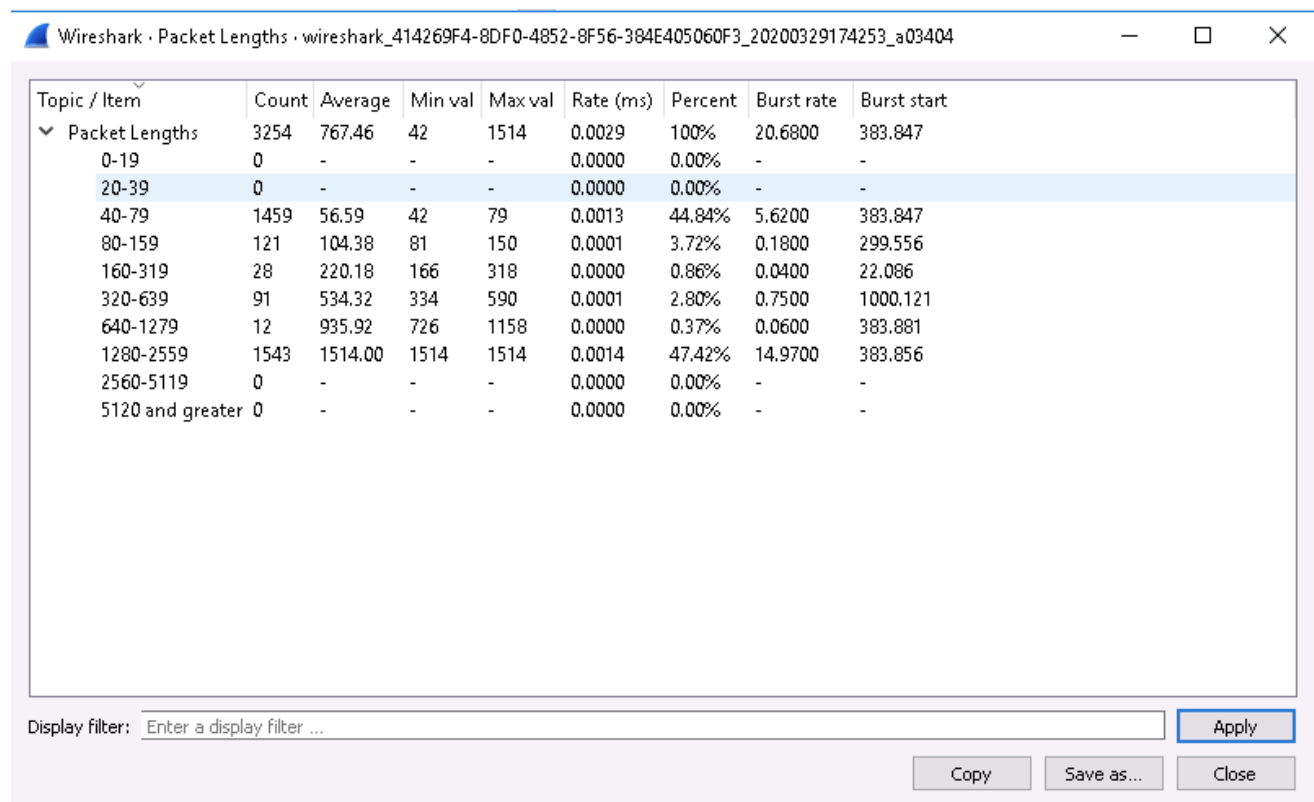 Wireshark · Packet Lengths · wireshark_414269F4-8DF0-4852-8F56-384E405060F3_20200329174253_a03404
Topic / Item Count Average Min val Max val Rate (ms) Percent Burst rate Burst start
Packet Lengths 3254 767.46 42 1514 0.0029 100% 20.6800 383.847
0-19 0 - - - 0.0000 0.00% - -
20-39 0 - - - 0.0000 0.00% - -
40-79 1459 56.59 42 79 0.0013 44.84% 5.6200 383.847
80-159 121 104.38 81 150 0.0001 3.72% 0.1800 299.556
160-319 28 220.18 166 318 0.0000 0.86% 0.0400 22.086
320-639 91 534.32 334 590 0.0001 2.80% 0.7500 1000.121
640-1279 12 935.92 726 1158 0.0000 0.37% 0.0600 383.881
1280-2559 1543 1514.00 1514 1514 0.0014 47.42% 14.9700 383.856
2560-5119 0 - - - 0.0000 0.00% - -
5120 and greater 0 - - - 0.0000 0.00% - -
Display filter: Enter a display filter ... Apply
Copy Save as... Close